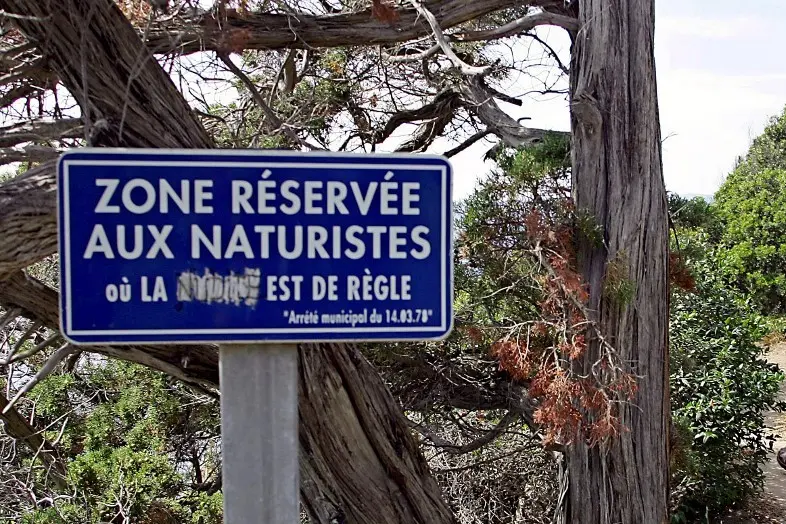 ZONE RÉSERVÉE
AUX NATURISTES
où LA EST DE RÈGLE
"Arrêté municipal du 14.03.78"